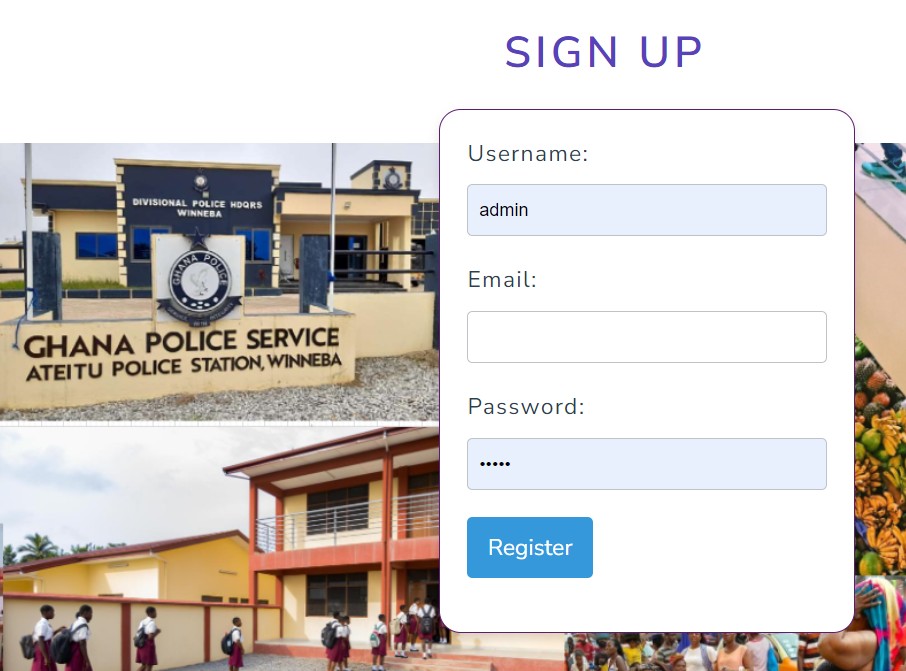 SIGN UP
Username:
admin
Email:
Password:
•••••
Register
DIVISIONAL POLICE HDQRS
WINNEBA
GHANA POLICE
GHANA POLICE SERVICE
ATEITU POLICE STATION, WINNEBA